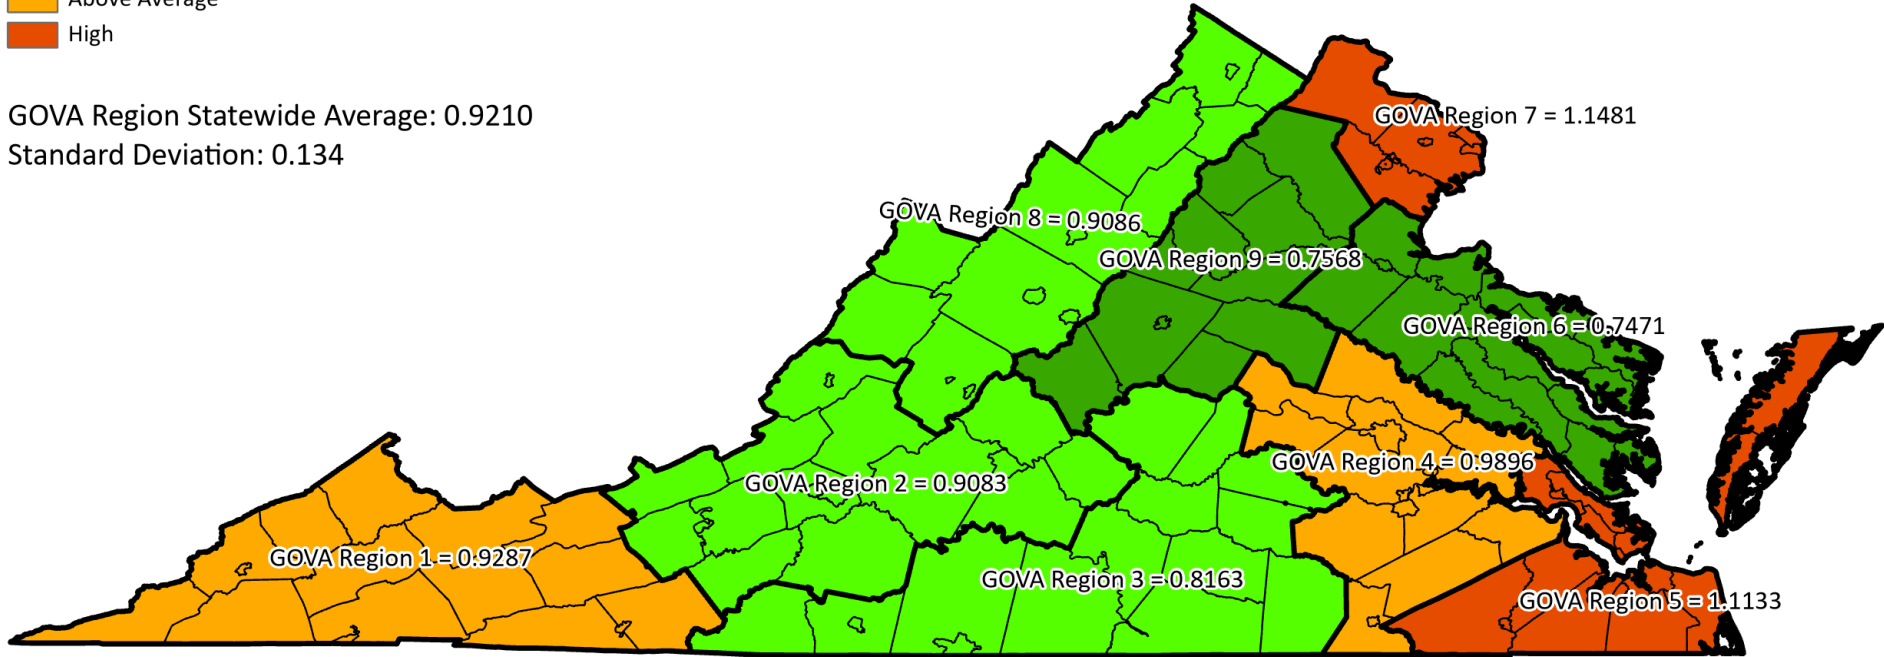 Above Average
High
GOVA Region Statewide Average: 0.9210
Standard Deviation: 0.134
GOVA Region 7 = 1.1481
GOVA Region 8 = 0.9086
GOVA Region 9 = 0.7568
GOVA Region 6 = 0.7471
GOVA Region 4 = 0.9896
GOVA Region 2 = 0.9083
GOVA Region 1 = 0.9287
GOVA Region 3 = 0.8163
GOVA Region 5 = 1.1133